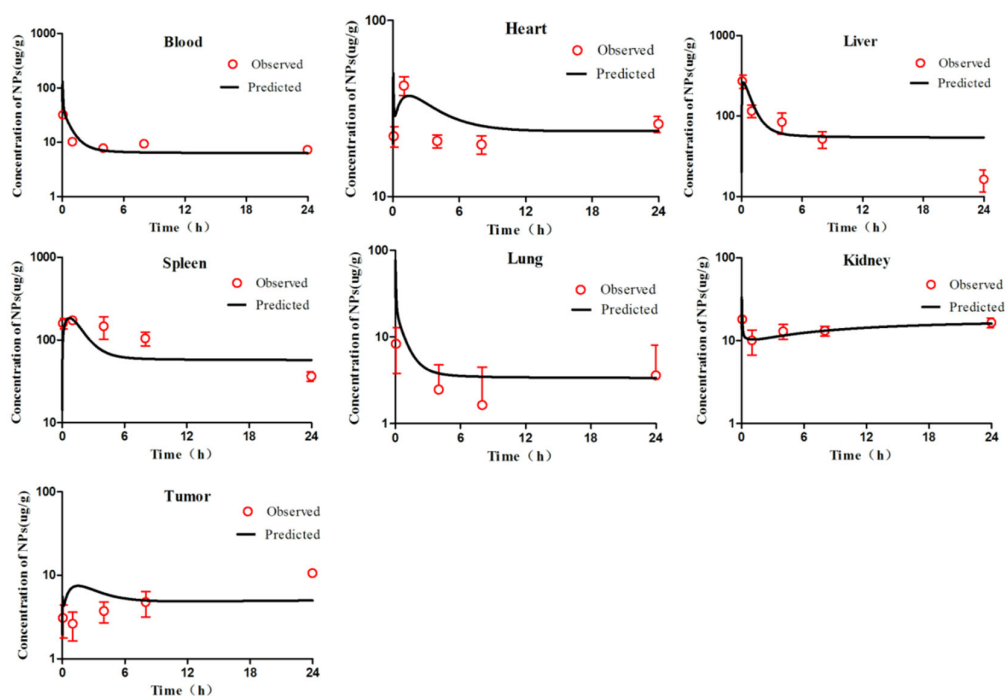 Blood
Concentration of NPs(ug/g)
1000
100
10
1
Observed
Predicted
0 6 12 18 24
Time（h）
Heart
Concentration of NPs(ug/g)
100
10
Observed
Predicted
0 6 12 18 24
Time（h）
Liver
Concentration of NPs(ug/g)
1000
100
10
Observed
Predicted
0 6 12 18 24
Time（h）
Spleen
Concentration of NPs(ug/g)
1000
100
10
Observed
Predicted
0 6 12 18 24
Time（h）
Lung
Concentration of NPs(ug/g)
100
10
1
Observed
Predicted
0 6 12 18 24
Time（h）
Kidney
Concentration of NPs(ug/g)
100
10
1
Observed
Predicted
0 6 12 18 24
Time（h）
Tumor
Concentration of NPs(ug/g)
100
10
1
Observed
Predicted
0 6 12 18 24
Time（h）